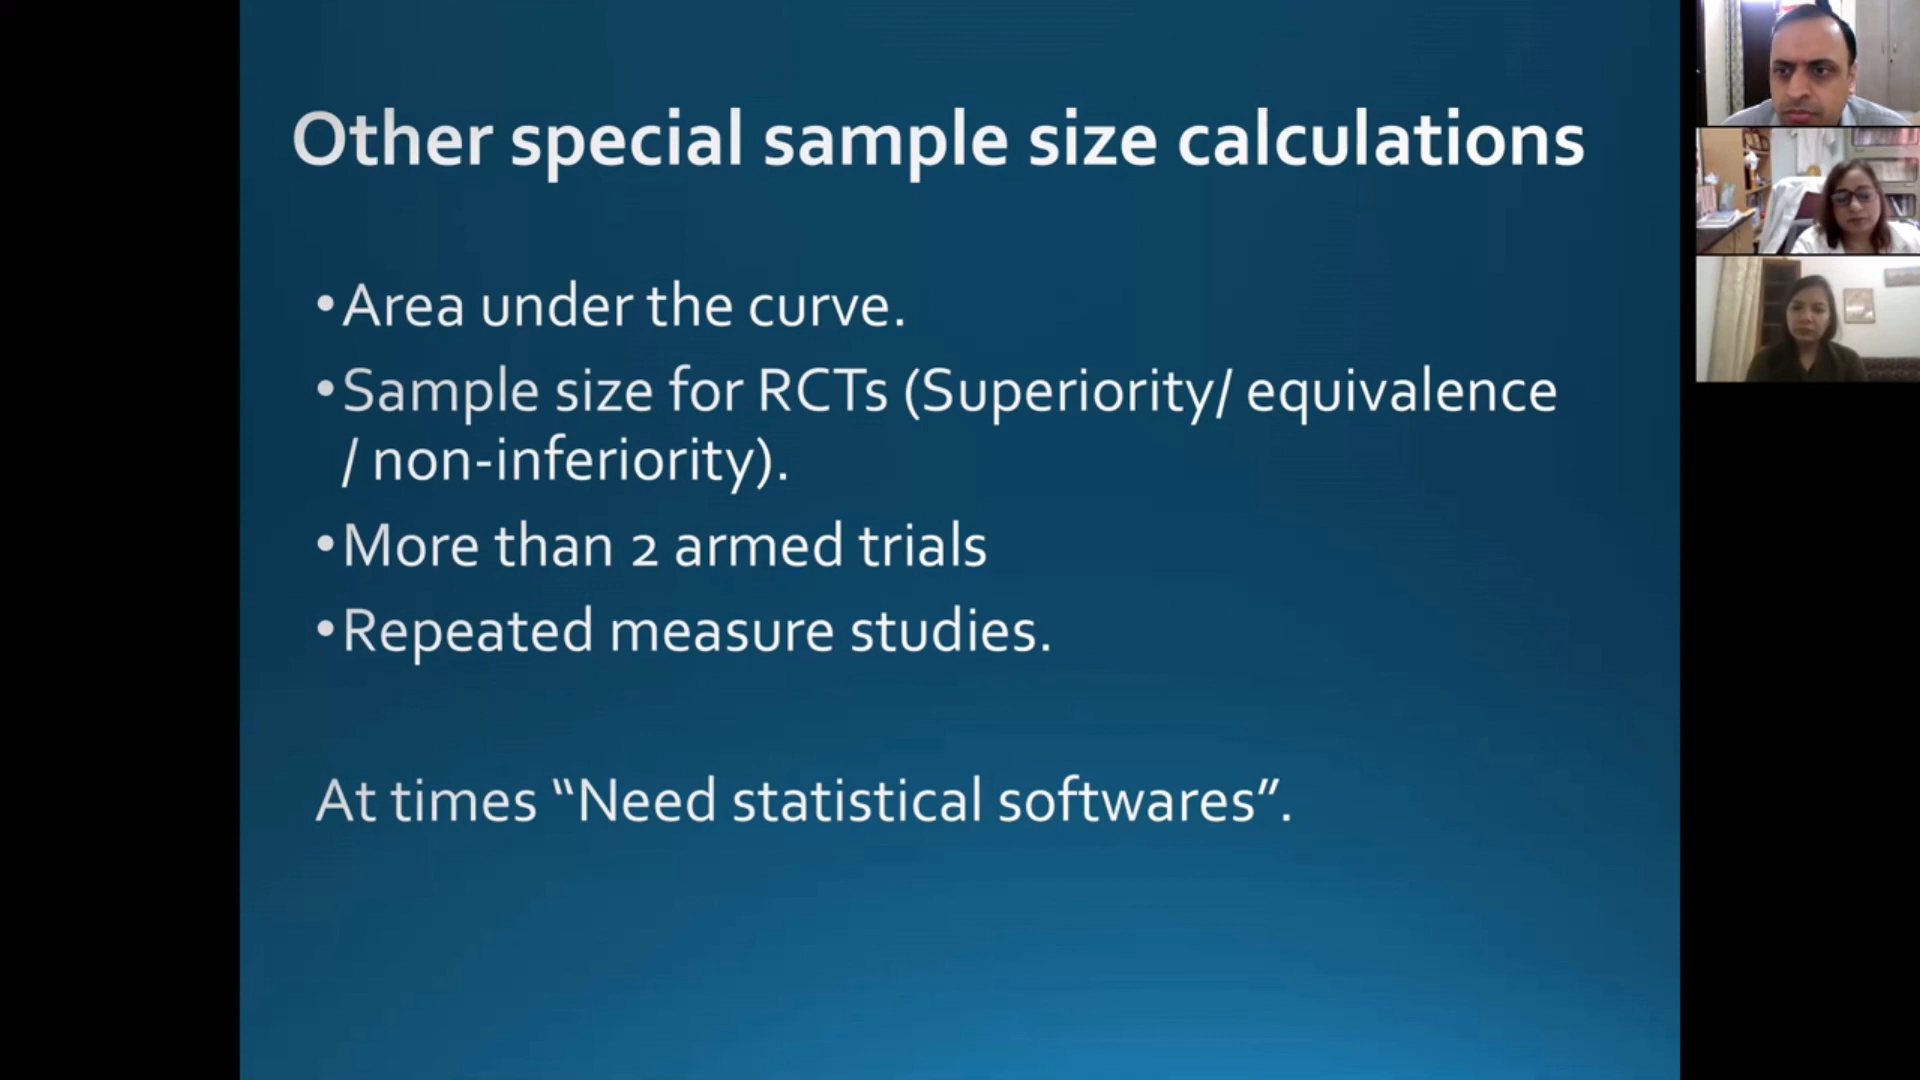 Other special sample size calculations
•Area under the curve.
•Sample size for RCTs (Superiority/ equivalence
/ non-inferiority).
•More than 2 armed trials
•Repeated measure studies.
At times “Need statistical softwares”.